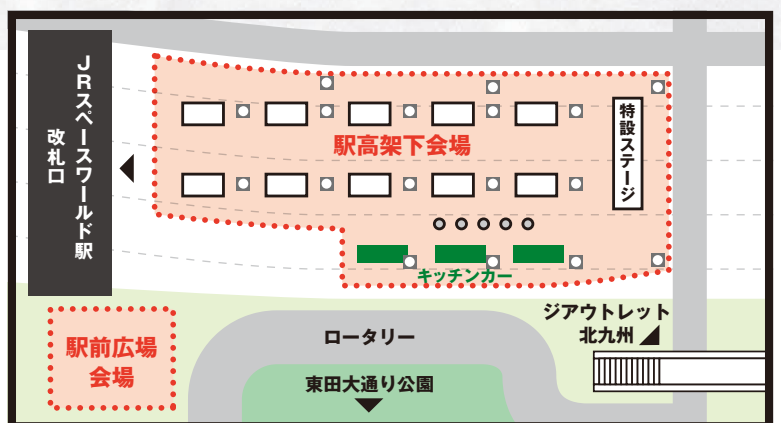 JRスペースワールド駅
改札口
駅高架下会場
特設ステージ
キッチンカー
駅前広場
会場
ロータリー
東田大通り公園
ジアウトレット
北九州